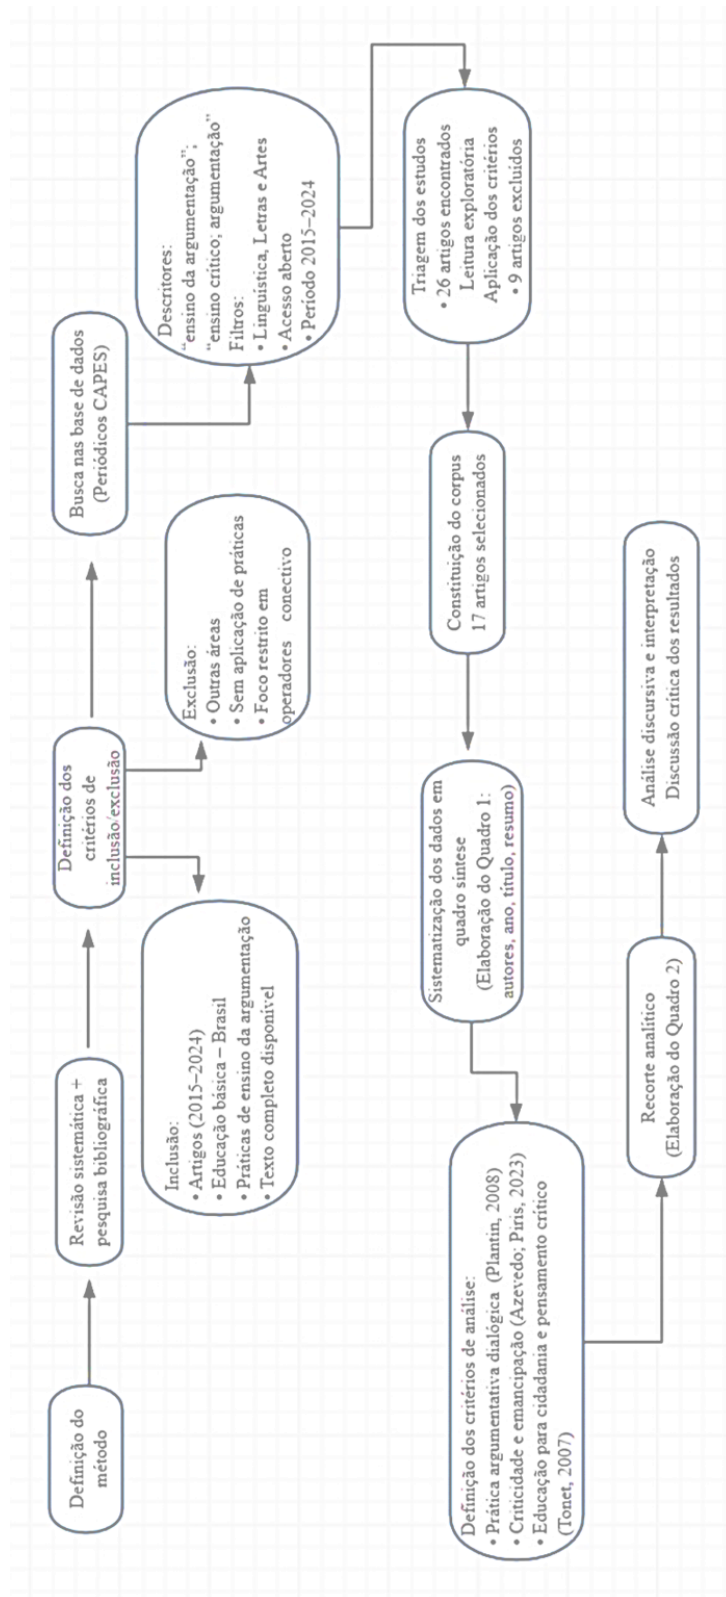 Definição do
método
Revisão sistemática +
pesquisa bibliográfica
Definição dos
critérios de
inclusão/exclusão
Inclusão:
• Artigos (2015–2024)
• Educação básica – Brasil
• Práticas de ensino da argumentação
• Texto completo disponível
Exclusão:
• Outras áreas
• Sem aplicação de práticas
• Foco restrito em
operadores conectivo
Busca nas base de dados
(Periódicos CAPES)
Descritores:
“ensino da argumentação”;
“ensino crítico; argumentação”
Filtros:
• Linguística, Letras e Artes
• Acesso aberto
• Período 2015–2024
Triagem dos estudos
• 26 artigos encontrados
Leitura exploratória
Aplicação dos critérios
• 9 artigos excluídos
Constituição do corpus
17 artigos selecionados
Sistematização dos dados em
quadro síntese
(Elaboração do Quadro 1:
autores, ano, título, resumo)
Definição dos critérios de análise:
• Prática argumentativa dialógica (Plantin, 2008)
• Criticidade e emancipação (Azevedo; Piris, 2023)
• Educação para cidadania e pensamento crítico
(Tonet, 2007)
Recorte analítico
(Elaboração do Quadro 2)
Análise discursiva e interpretação
Discussão crítica dos resultados